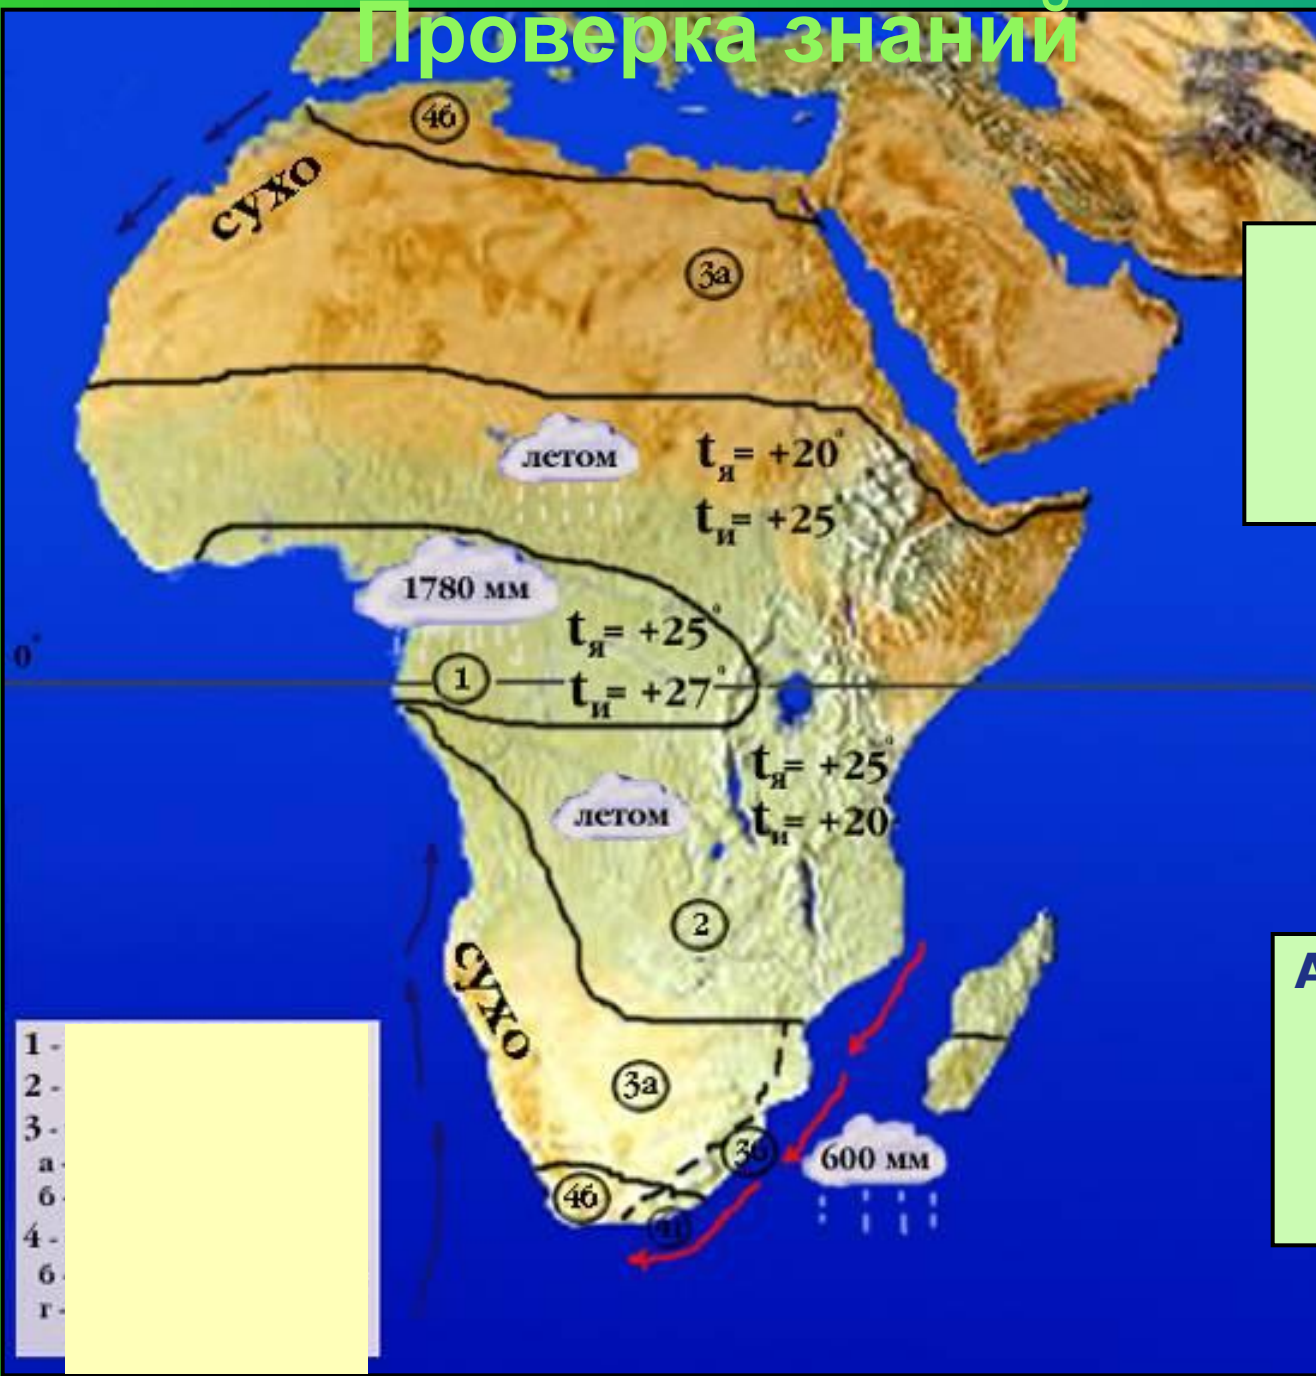 Проверка знаний
4б
сухо
3а
летом
tя= +20°
tи= +25°
1780 мм
tя= +25°
0°
1
tи= +27°
tя= +25°
летом
tи= +20°
2
А
сухо
1 -
2 -
3 -
а -
б -
4 -
б -
г -
3а
3б
600 мм
4б
4г